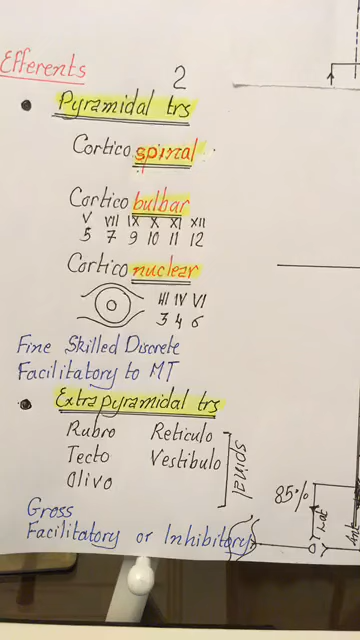 Efferents
2
Pyramidal trs
Cortico spinal
Cortico bulbar
V VII IX X XI XII
5 7 9 10 11 12
Cortico nuclear
III IV VI
3 4 6
Fine Skilled Discrete
Facilitatory to MT
Extrapyramidal trs
Rubro Reticulo
Tecto Vestibulo
Olivo
spinal
85%
Lat
Gross
Facilitatory or Inhibitory